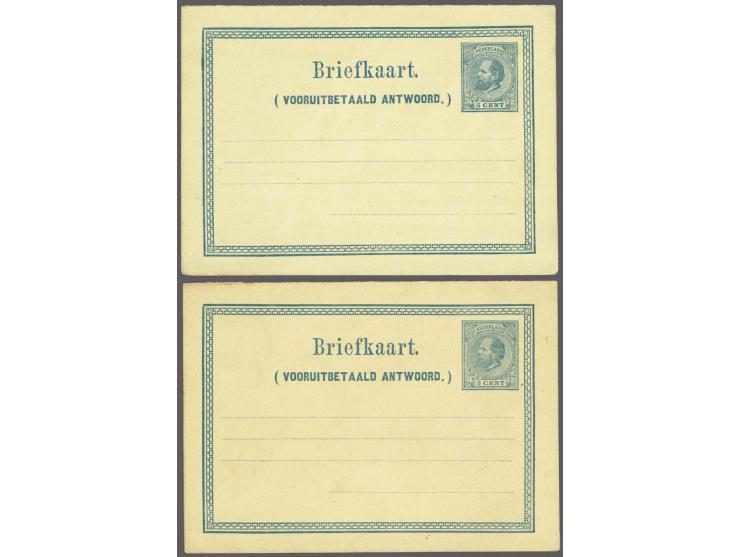 NEDERLAND
Briefkaart.
5 CENT
( VOORUITBETAALD ANTWOORD. )
NEDERLAND
Briefkaart.
5 CENT
( VOORUITBETAALD ANTWOORD. )